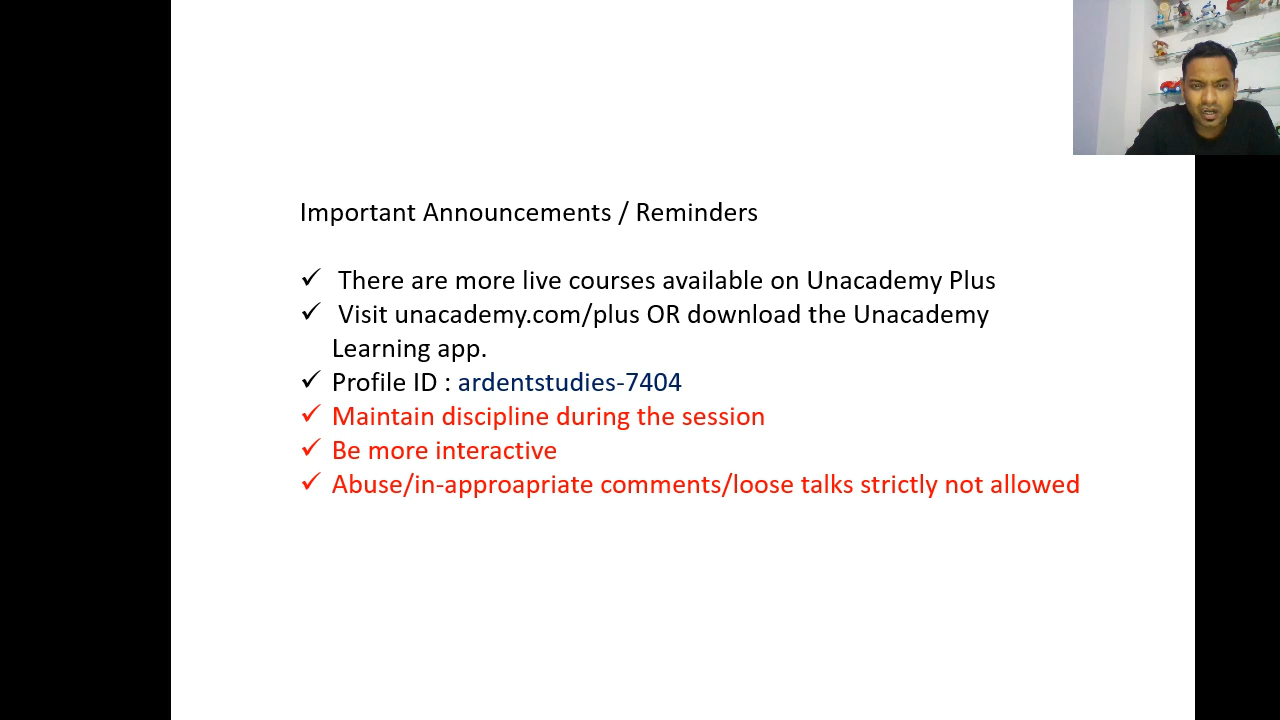 Important Announcements / Reminders
✓ There are more live courses available on Unacademy Plus
✓ Visit unacademy.com/plus OR download the Unacademy
Learning app.
✓ Profile ID : ardentstudies-7404
✓ Maintain discipline during the session
✓ Be more interactive
✓ Abuse/in-approapriate comments/loose talks strictly not allowed